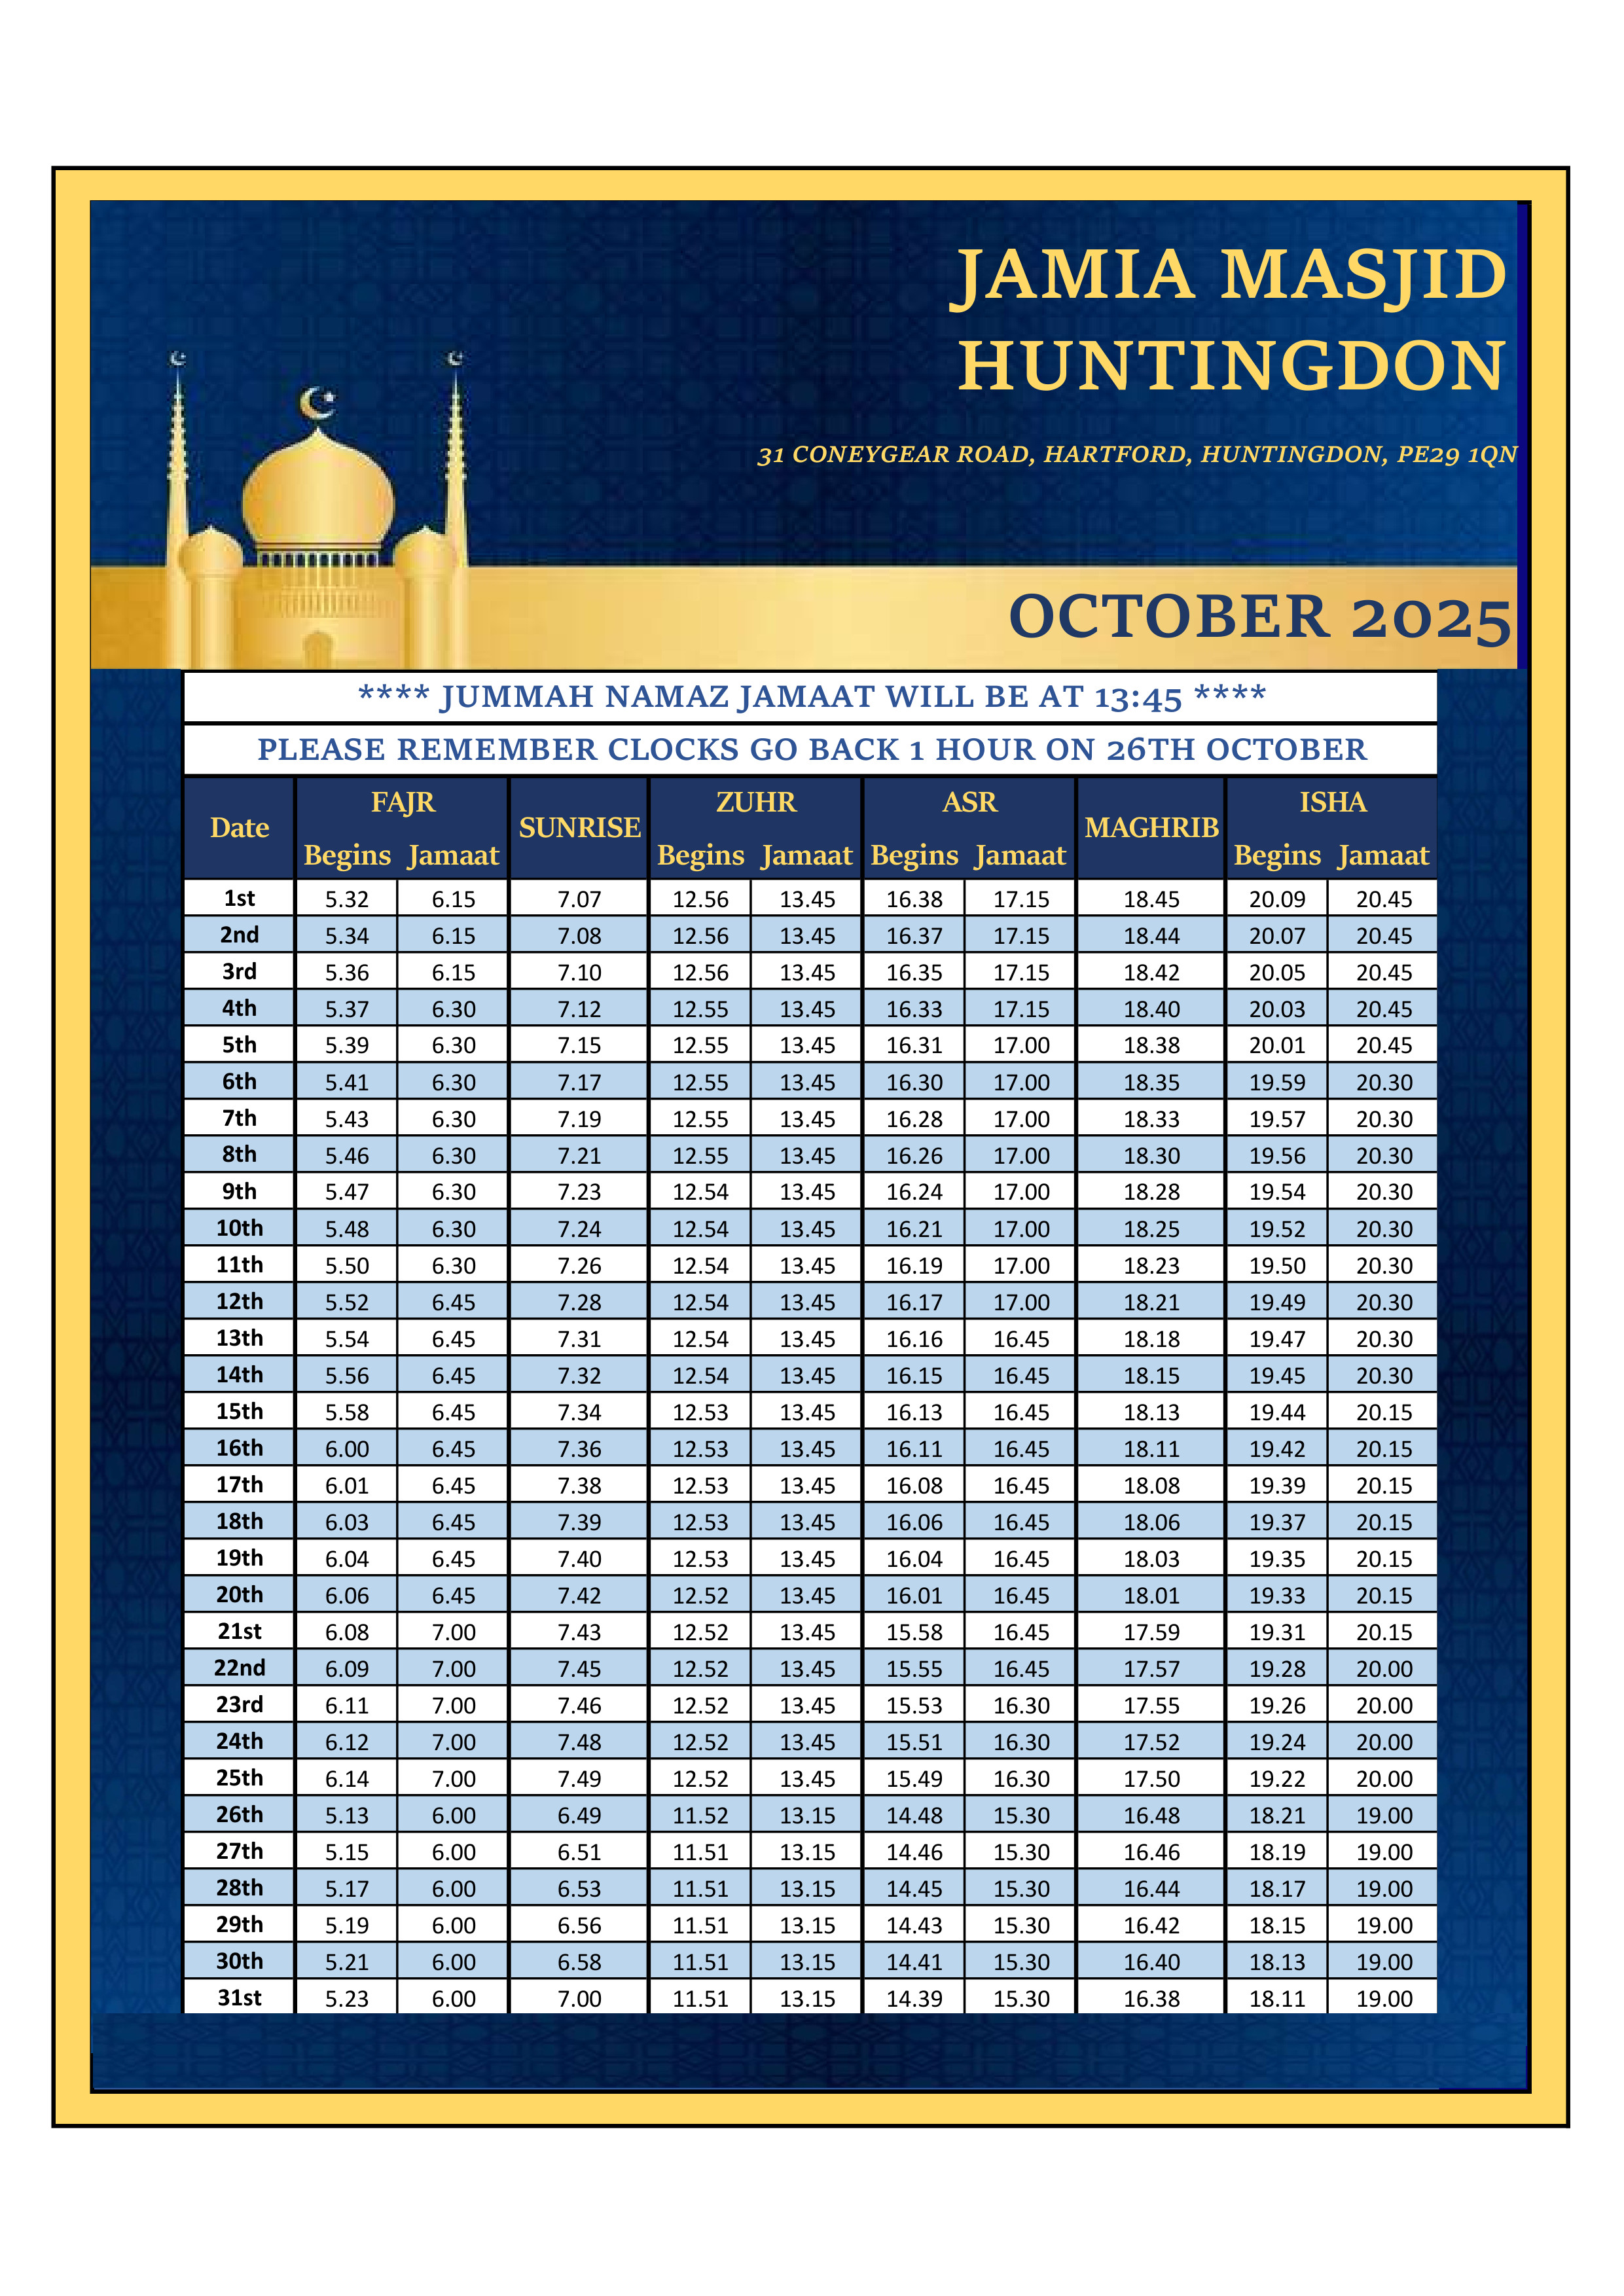 JAMIA MASJID
HUNTINGDON
31 CONEYGEAR ROAD, HARTFORD, HUNTINGDON, PE29 1QN
OCTOBER 2025
**** JUMMAH NAMAZ JAMAAT WILL BE AT 13:45 ****
PLEASE REMEMBER CLOCKS GO BACK 1 HOUR ON 26TH OCTOBER
Date FAJR SUNRISE ZUHR ASR MAGHRIB ISHA
Begins Jamaat Begins Jamaat Begins Jamaat Begins Jamaat
1st 5.32 6.15 7.07 12.56 13.45 16.38 17.15 18.45 20.09 20.45
2nd 5.34 6.15 7.08 12.56 13.45 16.37 17.15 18.44 20.07 20.45
3rd 5.36 6.15 7.10 12.56 13.45 16.35 17.15 18.42 20.05 20.45
4th 5.37 6.30 7.12 12.55 13.45 16.33 17.15 18.40 20.03 20.45
5th 5.39 6.30 7.15 12.55 13.45 16.31 17.00 18.38 20.01 20.45
6th 5.41 6.30 7.17 12.55 13.45 16.30 17.00 18.35 19.59 20.30
7th 5.43 6.30 7.19 12.55 13.45 16.28 17.00 18.33 19.57 20.30
8th 5.46 6.30 7.21 12.55 13.45 16.26 17.00 18.30 19.56 20.30
9th 5.47 6.30 7.23 12.54 13.45 16.24 17.00 18.28 19.54 20.30
10th 5.48 6.30 7.24 12.54 13.45 16.21 17.00 18.25 19.52 20.30
11th 5.50 6.30 7.26 12.54 13.45 16.19 17.00 18.23 19.50 20.30
12th 5.52 6.45 7.28 12.54 13.45 16.17 17.00 18.21 19.49 20.30
13th 5.54 6.45 7.31 12.54 13.45 16.16 16.45 18.18 19.47 20.30
14th 5.56 6.45 7.32 12.54 13.45 16.15 16.45 18.15 19.45 20.30
15th 5.58 6.45 7.34 12.53 13.45 16.13 16.45 18.13 19.44 20.15
16th 6.00 6.45 7.36 12.53 13.45 16.11 16.45 18.11 19.42 20.15
17th 6.01 6.45 7.38 12.53 13.45 16.08 16.45 18.08 19.39 20.15
18th 6.03 6.45 7.39 12.53 13.45 16.06 16.45 18.06 19.37 20.15
19th 6.04 6.45 7.40 12.53 13.45 16.04 16.45 18.03 19.35 20.15
20th 6.06 6.45 7.42 12.52 13.45 16.01 16.45 18.01 19.33 20.15
21st 6.08 7.00 7.43 12.52 13.45 15.58 16.45 17.59 19.31 20.15
22nd 6.09 7.00 7.45 12.52 13.45 15.55 16.45 17.57 19.28 20.00
23rd 6.11 7.00 7.46 12.52 13.45 15.53 16.30 17.55 19.26 20.00
24th 6.12 7.00 7.48 12.52 13.45 15.51 16.30 17.52 19.24 20.00
25th 6.14 7.00 7.49 12.52 13.45 15.49 16.30 17.50 19.22 20.00
26th 5.13 6.00 6.49 11.52 13.15 14.48 15.30 16.48 18.21 19.00
27th 5.15 6.00 6.51 11.51 13.15 14.46 15.30 16.46 18.19 19.00
28th 5.17 6.00 6.53 11.51 13.15 14.45 15.30 16.44 18.17 19.00
29th 5.19 6.00 6.56 11.51 13.15 14.43 15.30 16.42 18.15 19.00
30th 5.21 6.00 6.58 11.51 13.15 14.41 15.30 16.40 18.13 19.00
31st 5.23 6.00 7.00 11.51 13.15 14.39 15.30 16.38 18.11 19.00